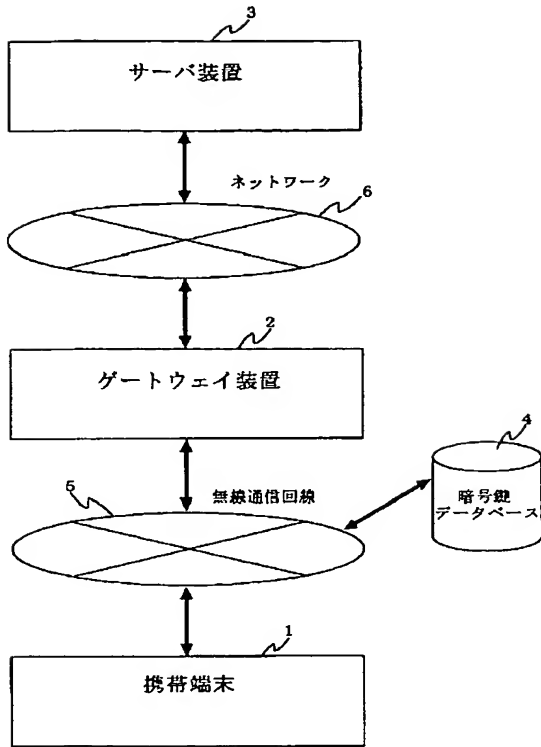 3
サーバ装置
ネットワーク
6
2
ゲートウェイ装置
4
5
無線通信回線
暗号鍵
データベース
1
携帯端末